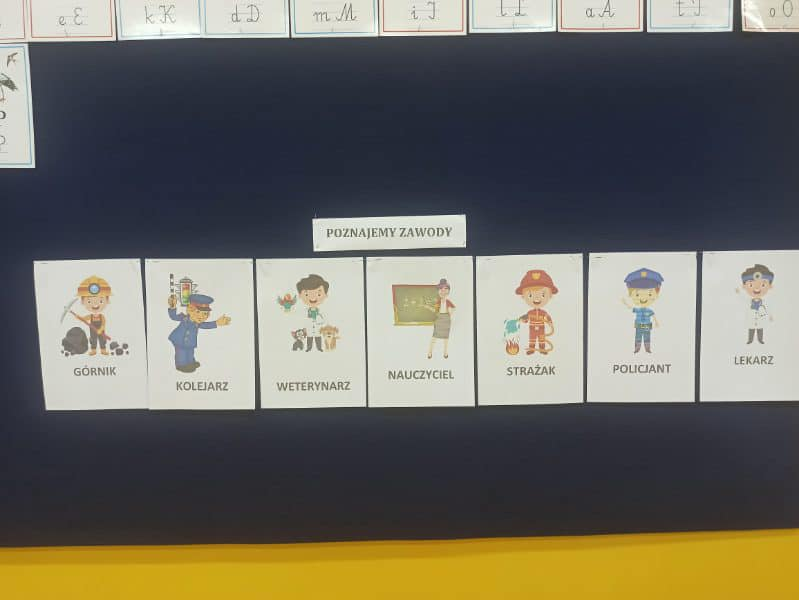 e E
k K
d D
m M
i I
a A
o O
POZNAJEMY ZAWODY
GÓRNIK
KOLEJARZ
WETERYNARZ
NAUCZYCIEL
STRAŻAK
POLICJANT
LEKARZ